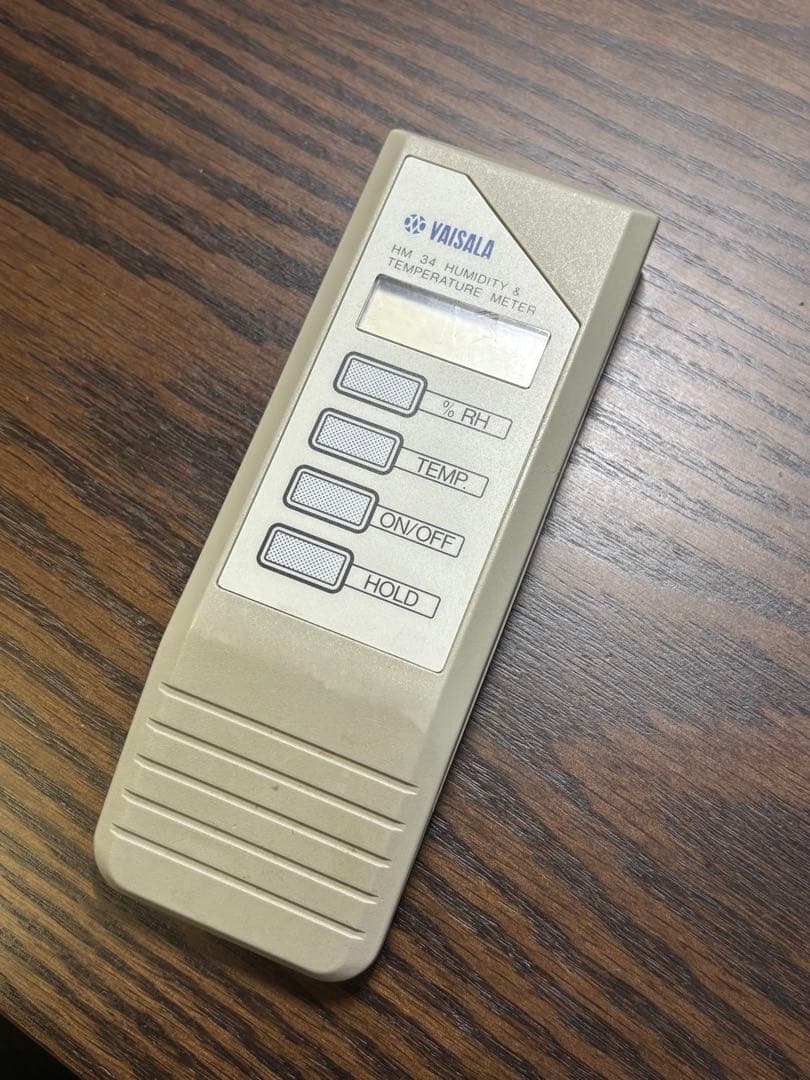 VAISALA
HM 34 HUMIDITY &
TEMPERATURE METER
% RH
TEMP.
ON/OFF
HOLD